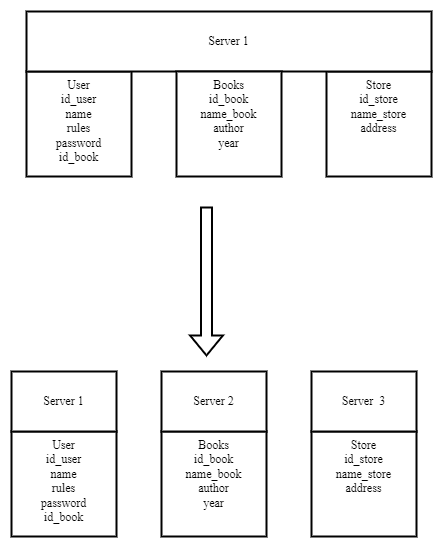 Server 1
User
id_user
name
rules
password
id_book
Books
id_book
name_book
author
year
Store
id_store
name_store
address
Server 1
User
id_user
name
rules
password
id_book
Server 2
Books
id_book
name_book
author
year
Server 3
Store
id_store
name_store
address